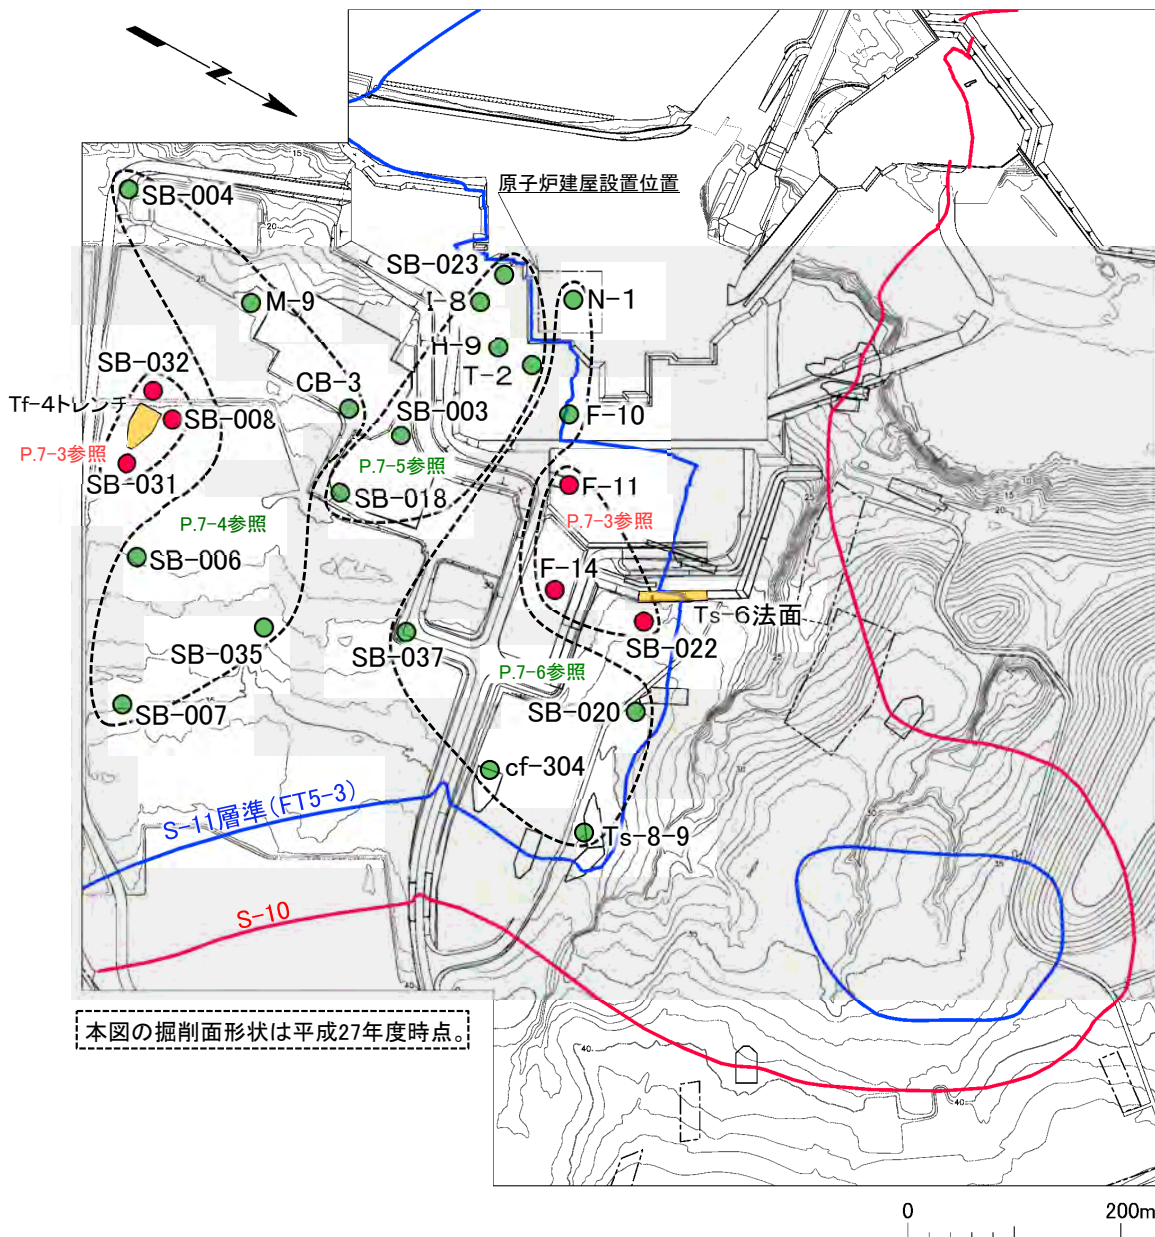 原子炉建屋設置位置
SB-004
SB-023
M-9
I-8
N-1
H-9
T-2
SB-032
CB-3
Tf-4トレンチ
SB-003
F-10
SB-008
P.7-3参照
P.7-5参照
SB-031
SB-018
F-11
P.7-4参照
P.7-3参照
SB-006
F-14
Ts-6法面
SB-035
SB-037
SB-022
P.7-6参照
SB-007
SB-020
cf-304
S-11層準(FT5-3)
Ts-8-9
S-10
本図の掘削面形状は平成27年度時点。
0 200m